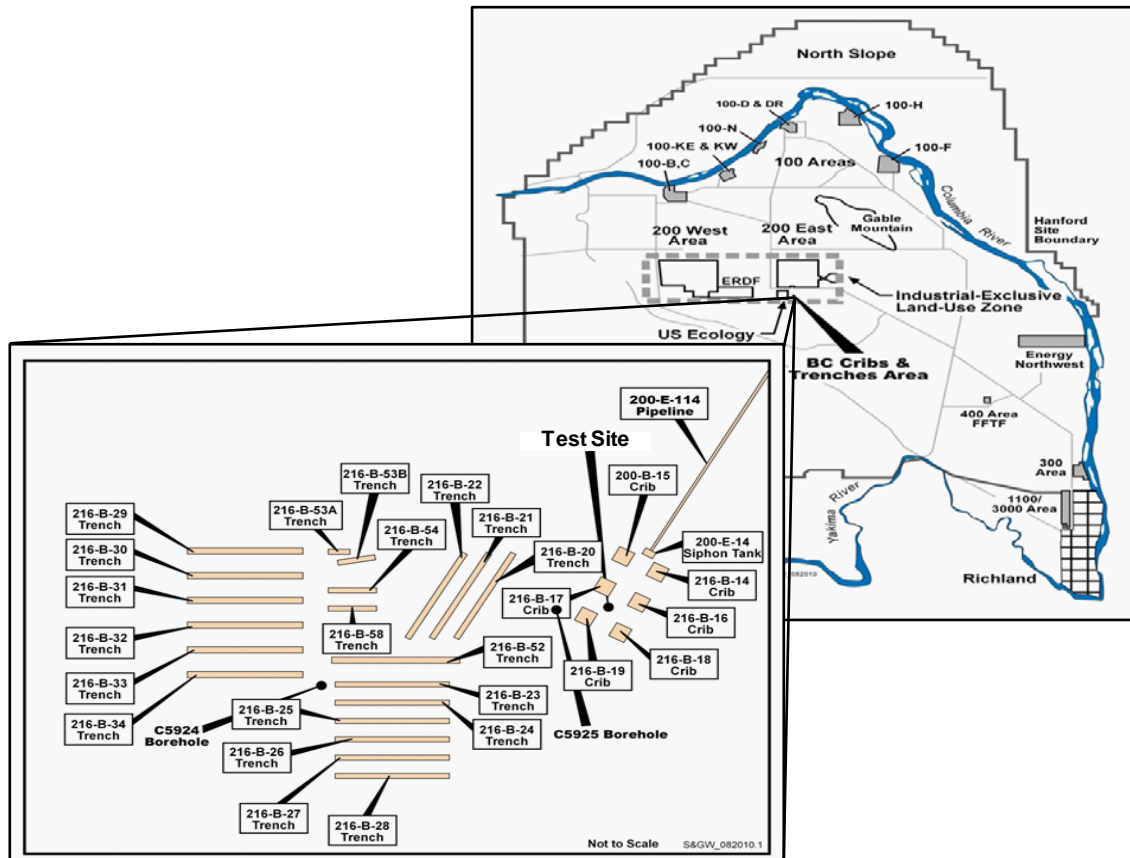 North Slope
100-D & DR
100-H
100-N
100-KE & KW
100-F
100-B,C
100 Areas
Columbia River
Gable
Mountain
Hanford
Site
Boundary
200 West
Area
200 East
Area
ERDF
Industrial-Exclusive
Land-Use Zone
US Ecology
BC Cribs &
Trenches Area
Energy
Northwest
400 Area
FFTF
300
Area
1100/
3000 Area
Yakima River
Richland
_082010
200-E-114
Pipeline
Test Site
216-B-53B
Trench
216-B-22
Trench
200-B-15
Crib
216-B-53A
Trench
216-B-21
Trench
216-B-29
Trench
216-B-54
Trench
200-E-14
Siphon Tank
216-B-30
Trench
216-B-20
Trench
216-B-14
Crib
216-B-31
Trench
216-B-17
Crib
216-B-16
Crib
216-B-32
Trench
216-B-58
Trench
216-B-52
Trench
216-B-19
Crib
216-B-18
Crib
216-B-33
Trench
216-B-23
Trench
216-B-34
Trench
C5924
Borehole
216-B-25
Trench
216-B-24
Trench
C5925 Borehole
216-B-26
Trench
216-B-27
Trench
216-B-28
Trench
Not to Scale
S&GW_082010.1